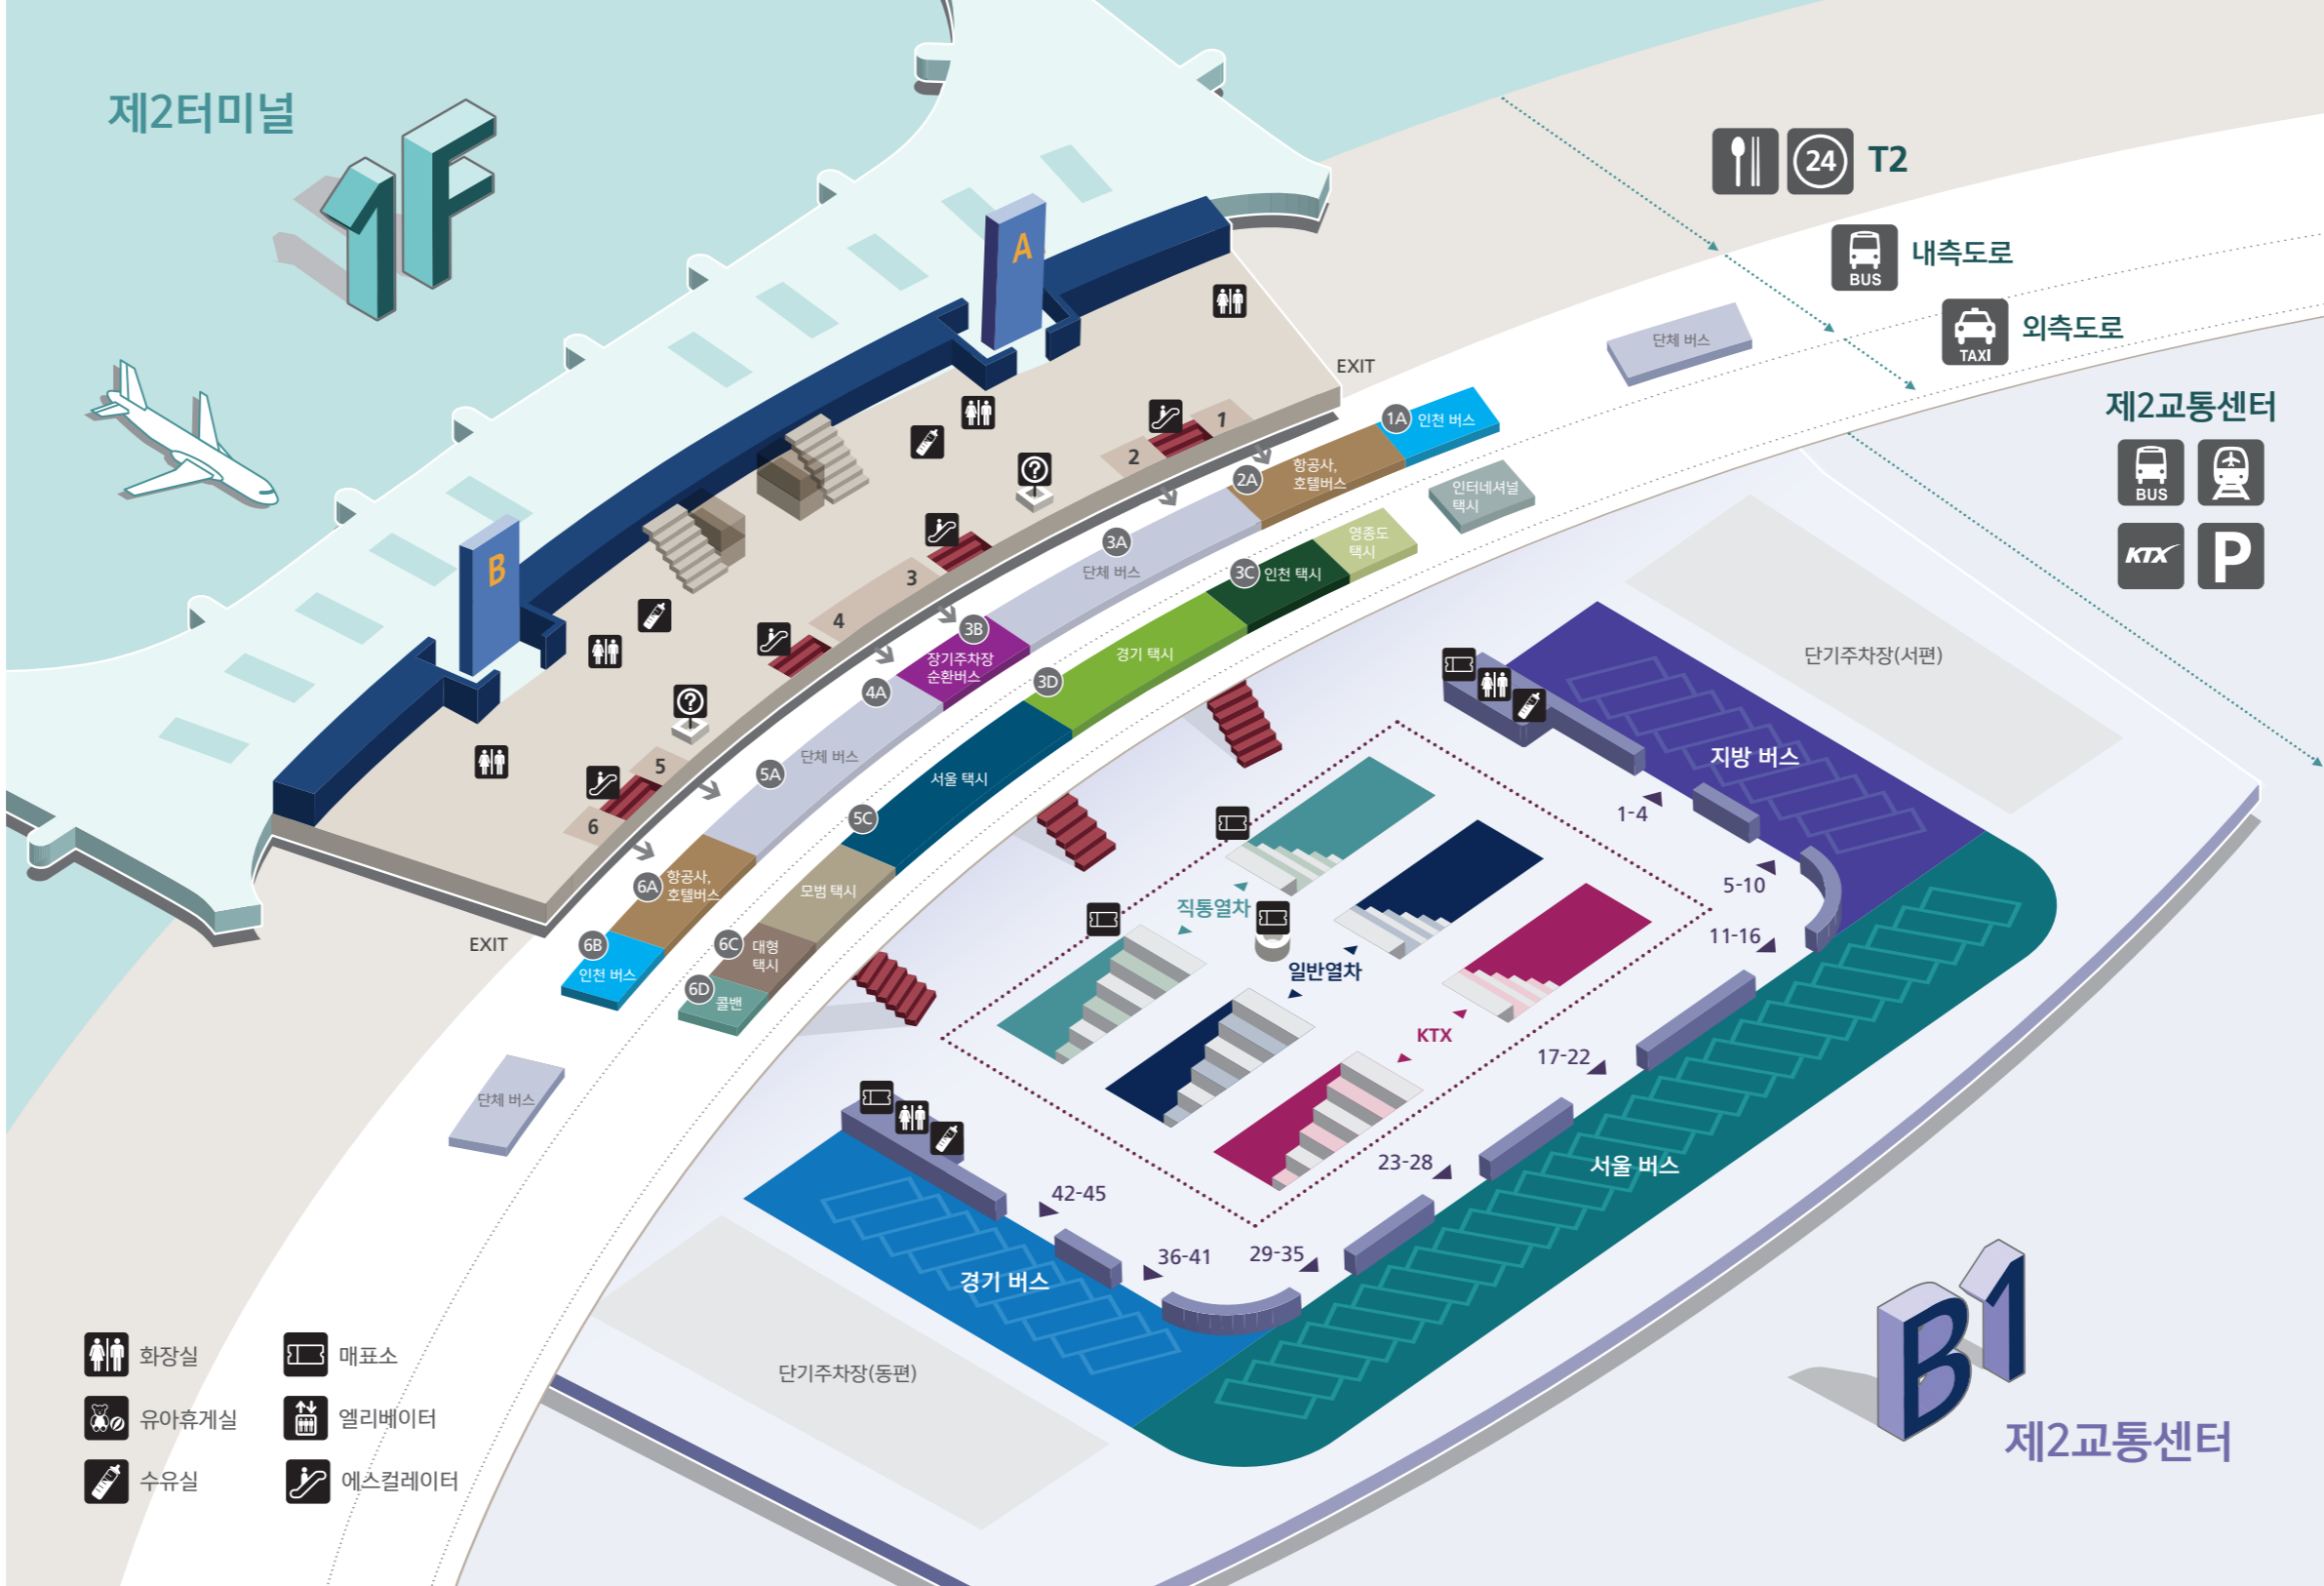 제2터미널
1F
A
B
EXIT
1
2
3
4
5
6
EXIT
24
T2
BUS
내측도로
TAXI
외측도로
제2교통센터
BUS
KTX
P
단체 버스
1A
인천 버스
2A
항공사,
호텔버스
3A
단체 버스
3B
장기주차장
순환버스
4A
5A
단체 버스
6A
항공사,
호텔버스
6B
인천 버스
단체 버스
인터네셔널
택시
영종도
택시
3C
인천 택시
경기 택시
3D
서울 택시
5C
모범 택시
6C
대형
택시
6D
콜밴
단기주차장(서편)
지방 버스
1-4
5-10
11-16
17-22
23-28
29-35
36-41
42-45
직통열차
일반열차
KTX
서울 버스
경기 버스
단기주차장(동편)
B1
제2교통센터
화장실
매표소
유아휴게실
엘리베이터
수유실
에스컬레이터